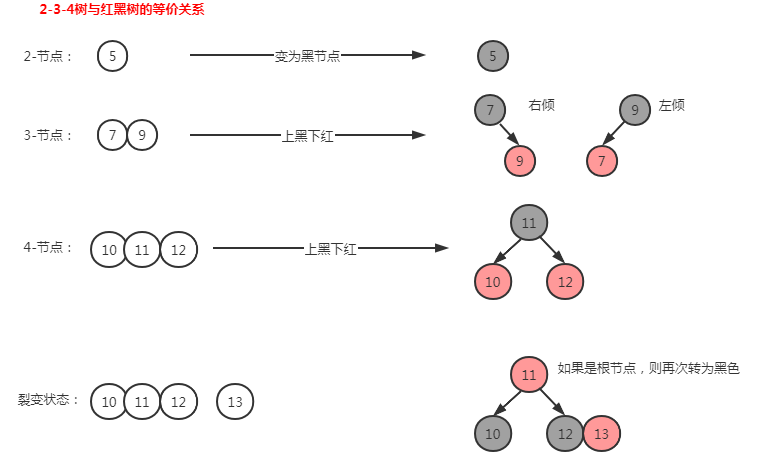 2-3-4树与红黑树的等价关系
2-节点： 5 变为黑节点 5
7 右倾 9 左倾
3-节点： 7 9 上黑下红
9 7
11
4-节点： 10 11 12 上黑下红
10 12
11 如果是根节点，则再次转为黑色
裂变状态： 10 11 12 13
10 12 13